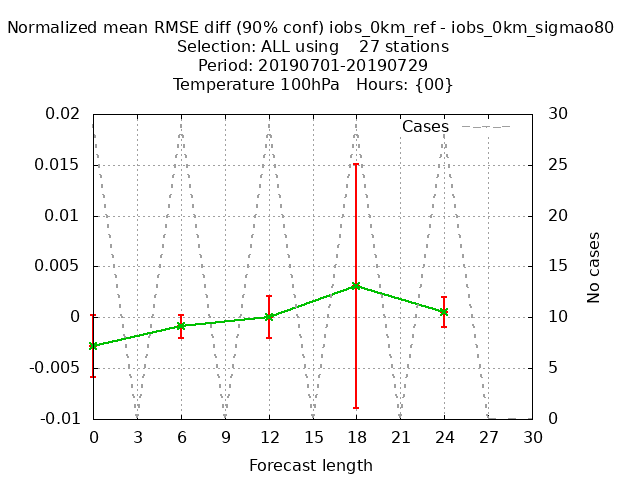 Normalized mean RMSE diff (90% conf) iobs_0km_ref - iobs_0km_sigmao80
Selection: ALL using 27 stations
Period: 20190701-20190729
Temperature 100hPa Hours: {00}
0.02
0.015
0.01
0.005
0
-0.005
-0.01
Cases
30
25
20
15
10
5
0
No cases
0 3 6 9 12 15 18 21 24 27 30
Forecast length